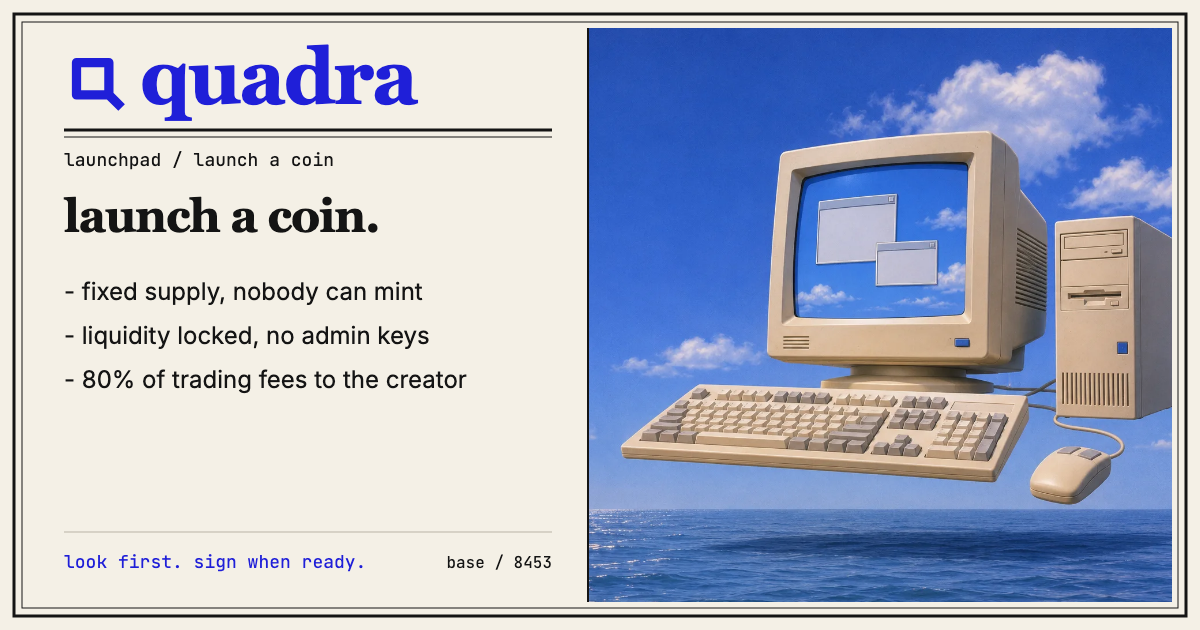 quadra
launchpad / launch a coin
launch a coin.
- fixed supply, nobody can mint
- liquidity locked, no admin keys
- 80% of trading fees to the creator
look first. sign when ready.
base / 8453